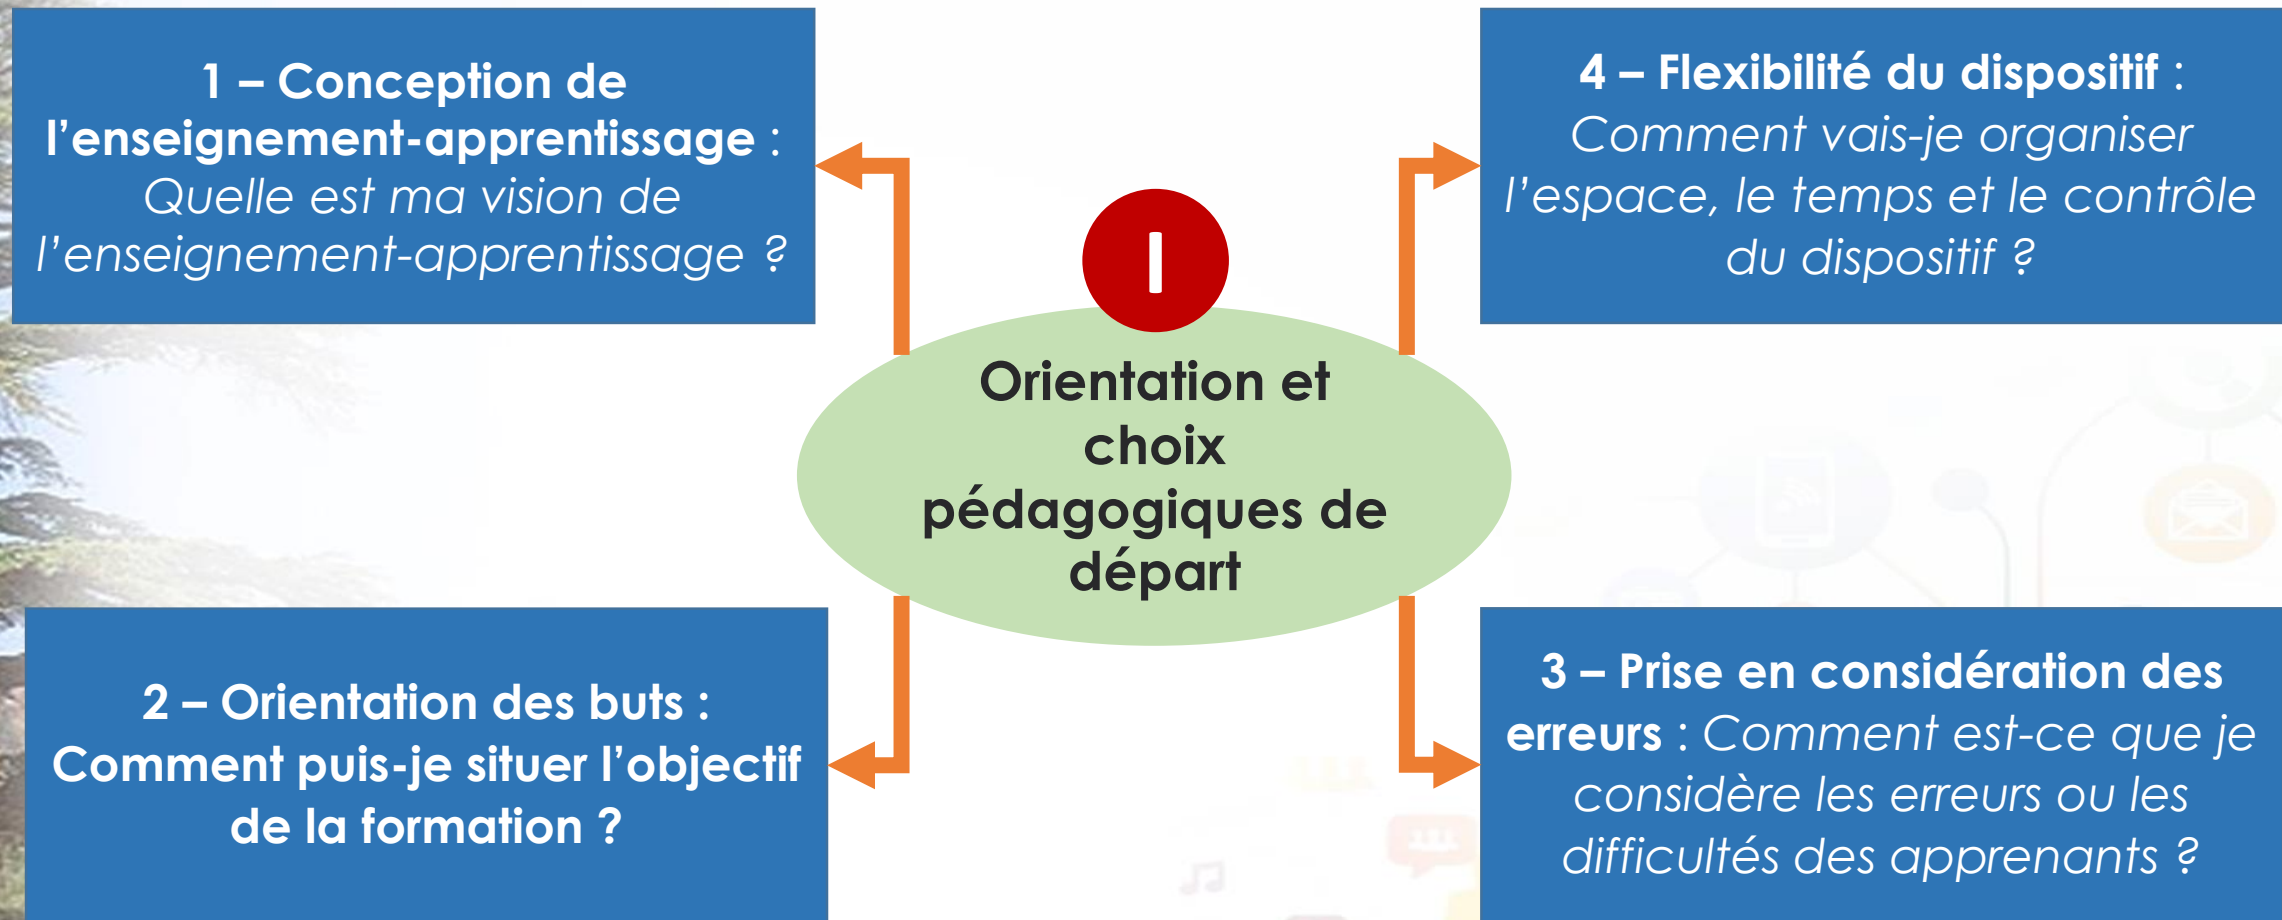 1 – Conception de
l’enseignement-apprentissage :
Quelle est ma vision de
l’enseignement-apprentissage ?
4 – Flexibilité du dispositif :
Comment vais-je organiser
l’espace, le temps et le contrôle
du dispositif ?
I
Orientation et
choix
pédagogiques de
départ
2 – Orientation des buts :
Comment puis-je situer l’objectif
de la formation ?
3 – Prise en considération des
erreurs : Comment est-ce que je
considère les erreurs ou les
difficultés des apprenants ?